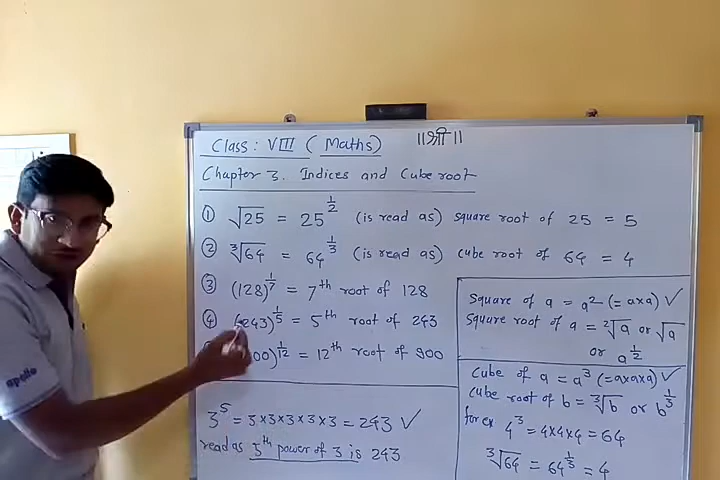 Class: VIII (Maths)
॥श्री॥
Chapter 3. Indices and Cube root
① √25 = 25^(1/2) (is read as) square root of 25 = 5
② ∛64 = 64^(1/3) (is read as) cube root of 64 = 4
③ (128)^(1/7) = 7th root of 128
④ (243)^(1/5) = 5th root of 243
00)^(1/12) = 12th root of 900
3⁵ = 3×3×3×3×3 = 243 ✓
read as 5th power of 3 is 243
Square of a = a² (= a×a) ✓
Square root of a = ²√a or √a
or a^(1/2)
Cube of a = a³ (= a×a×a) ✓
Cube root of b = ∛b or b^(1/3)
for ex 4³ = 4×4×4 = 64
∛64 = 64^(1/3) = 4
apollo